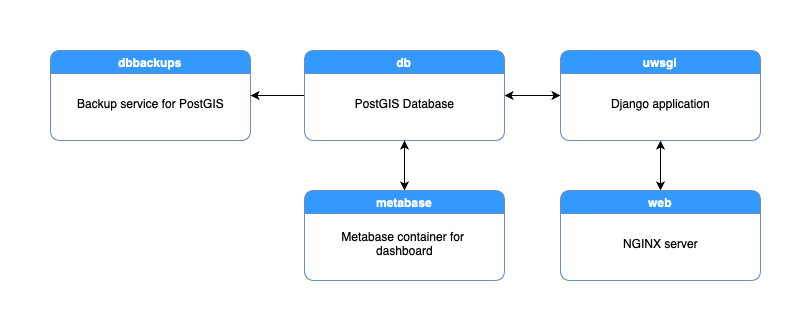 dbbackups
Backup service for PostGIS
db
PostGIS Database
uwsgi
Django application
metabase
Metabase container for
dashboard
web
NGINX server